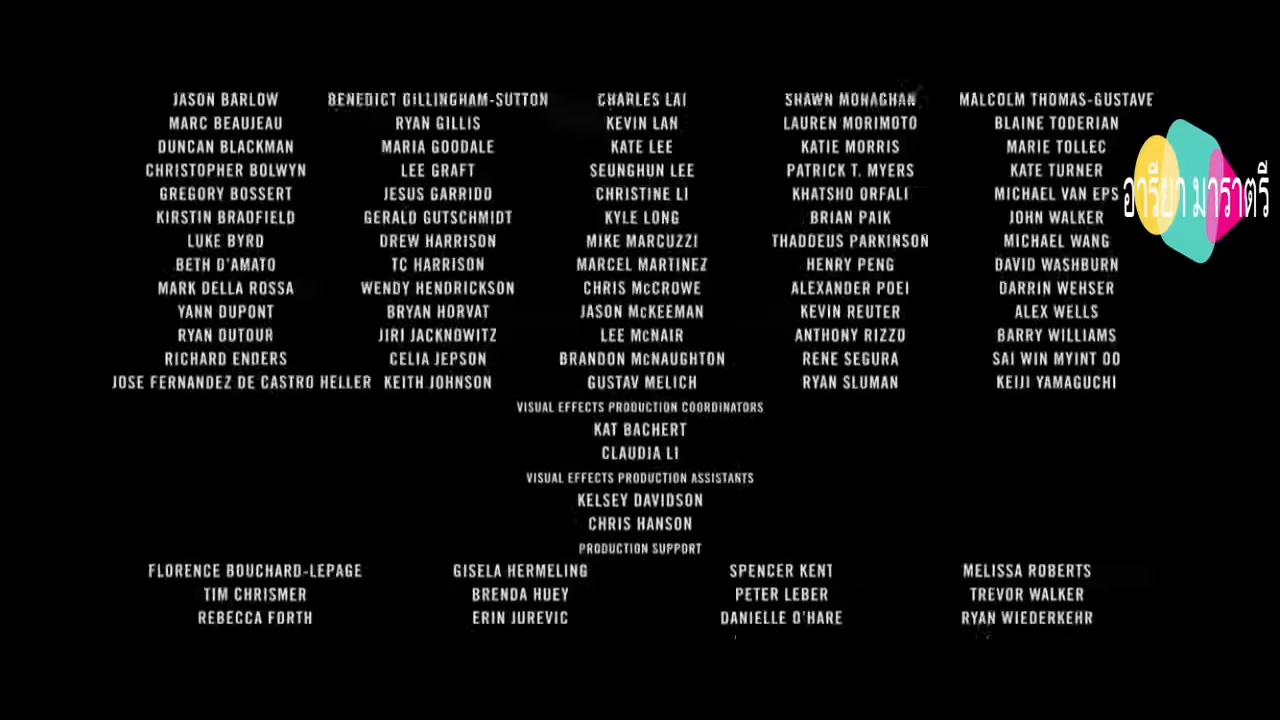 JASON BARLOW BENEDICT GILLINGHAM-SUTTON CHARLES LAI SHAWN MONAGHAN MALCOLM THOMAS-GUSTAVE
MARC BEAUJEAU RYAN GILLIS KEVIN LAN LAUREN MORIMOTO BLAINE TODERIAN
DUNCAN BLACKMAN MARIA GOODALE KATE LEE KATIE MORRIS MARIE TOLLEC
CHRISTOPHER BOLWYN LEE GRAFT SEUNGHUN LEE PATRICK T. MYERS KATE TURNER
GREGORY BOSSERT JESUS GARRIDO CHRISTINE LI KHATSHO ORFALI MICHAEL VAN EPS
KIRSTIN BRADFIELD GERALD GUTSCHMIDT KYLE LONG BRIAN PAIK JOHN WALKER
LUKE BYRD DREW HARRISON MIKE MARCUZZI THADDEUS PARKINSON MICHAEL WANG
BETH D'AMATO TC HARRISON MARCEL MARTINEZ HENRY PENG DAVID WASHBURN
MARK DELLA ROSSA WENDY HENDRICKSON CHRIS McCROWE ALEXANDER POEI DARRIN WEHSER
YANN DUPONT BRYAN HORVAT JASON McKEEMAN KEVIN REUTER ALEX WELLS
RYAN DUTOUR JIRI JACKNOWITZ LEE McNAIR ANTHONY RIZZO BARRY WILLIAMS
RICHARD ENDERS CELIA JEPSON BRANDON McNAUGHTON RENE SEGURA SAI WIN MYINT OO
JOSE FERNANDEZ DE CASTRO HELLER KEITH JOHNSON GUSTAV MELICH RYAN SLUMAN KEIJI YAMAGUCHI
VISUAL EFFECTS PRODUCTION COORDINATORS
KAT BACHERT
CLAUDIA LI
VISUAL EFFECTS PRODUCTION ASSISTANTS
KELSEY DAVIDSON
CHRIS HANSON
PRODUCTION SUPPORT
FLORENCE BOUCHARD-LEPAGE GISELA HERMELING SPENCER KENT MELISSA ROBERTS
TIM CHRISMER BRENDA HUEY PETER LEBER TREVOR WALKER
REBECCA FORTH ERIN JUREVIC DANIELLE O'HARE RYAN WIEDERKEHR
อารียา มาราตรี